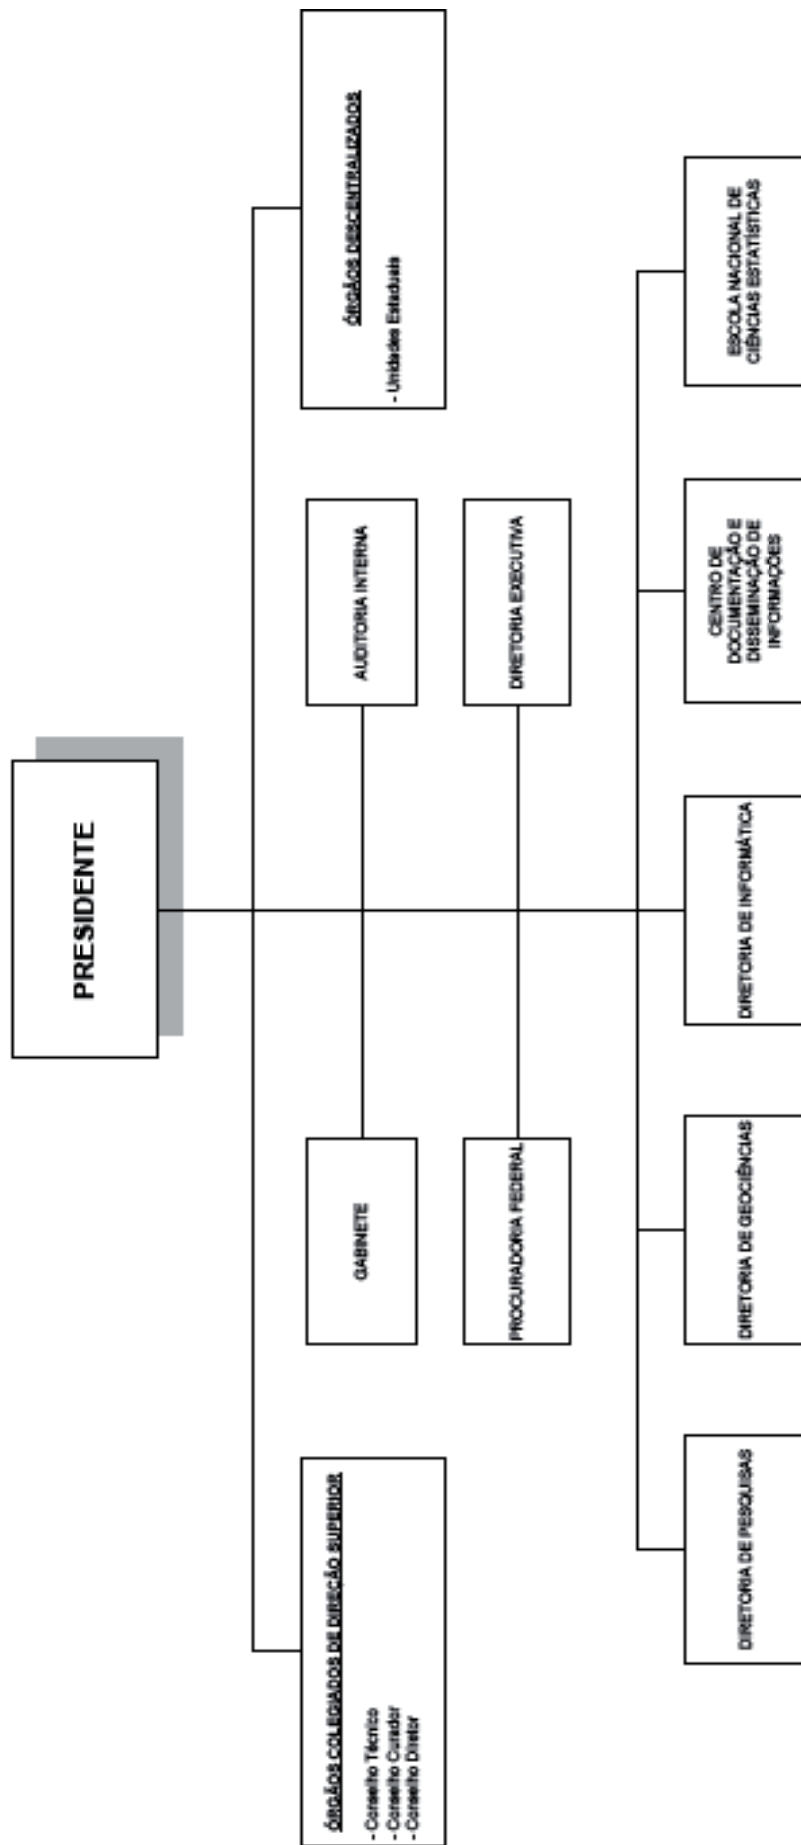 PRESIDENTE
ÓRGÃOS COLEGIADOS DE DIREÇÃO SUPERIOR
- Conselho Técnico
- Conselho Curador
- Conselho Diretor
GABINETE
AUDITORIA INTERNA
ÓRGÃOS DESCENTRALIZADOS
- Unidades Estaduais
PROCURADORIA FEDERAL
DIRETORIA EXECUTIVA
DIRETORIA DE PESQUISAS
DIRETORIA DE GEOCIÊNCIAS
DIRETORIA DE INFORMÁTICA
CENTRO DE
DOCUMENTAÇÃO E
DISSEMINAÇÃO DE
INFORMAÇÕES
ESCOLA NACIONAL DE
CIÊNCIAS ESTATÍSTICAS